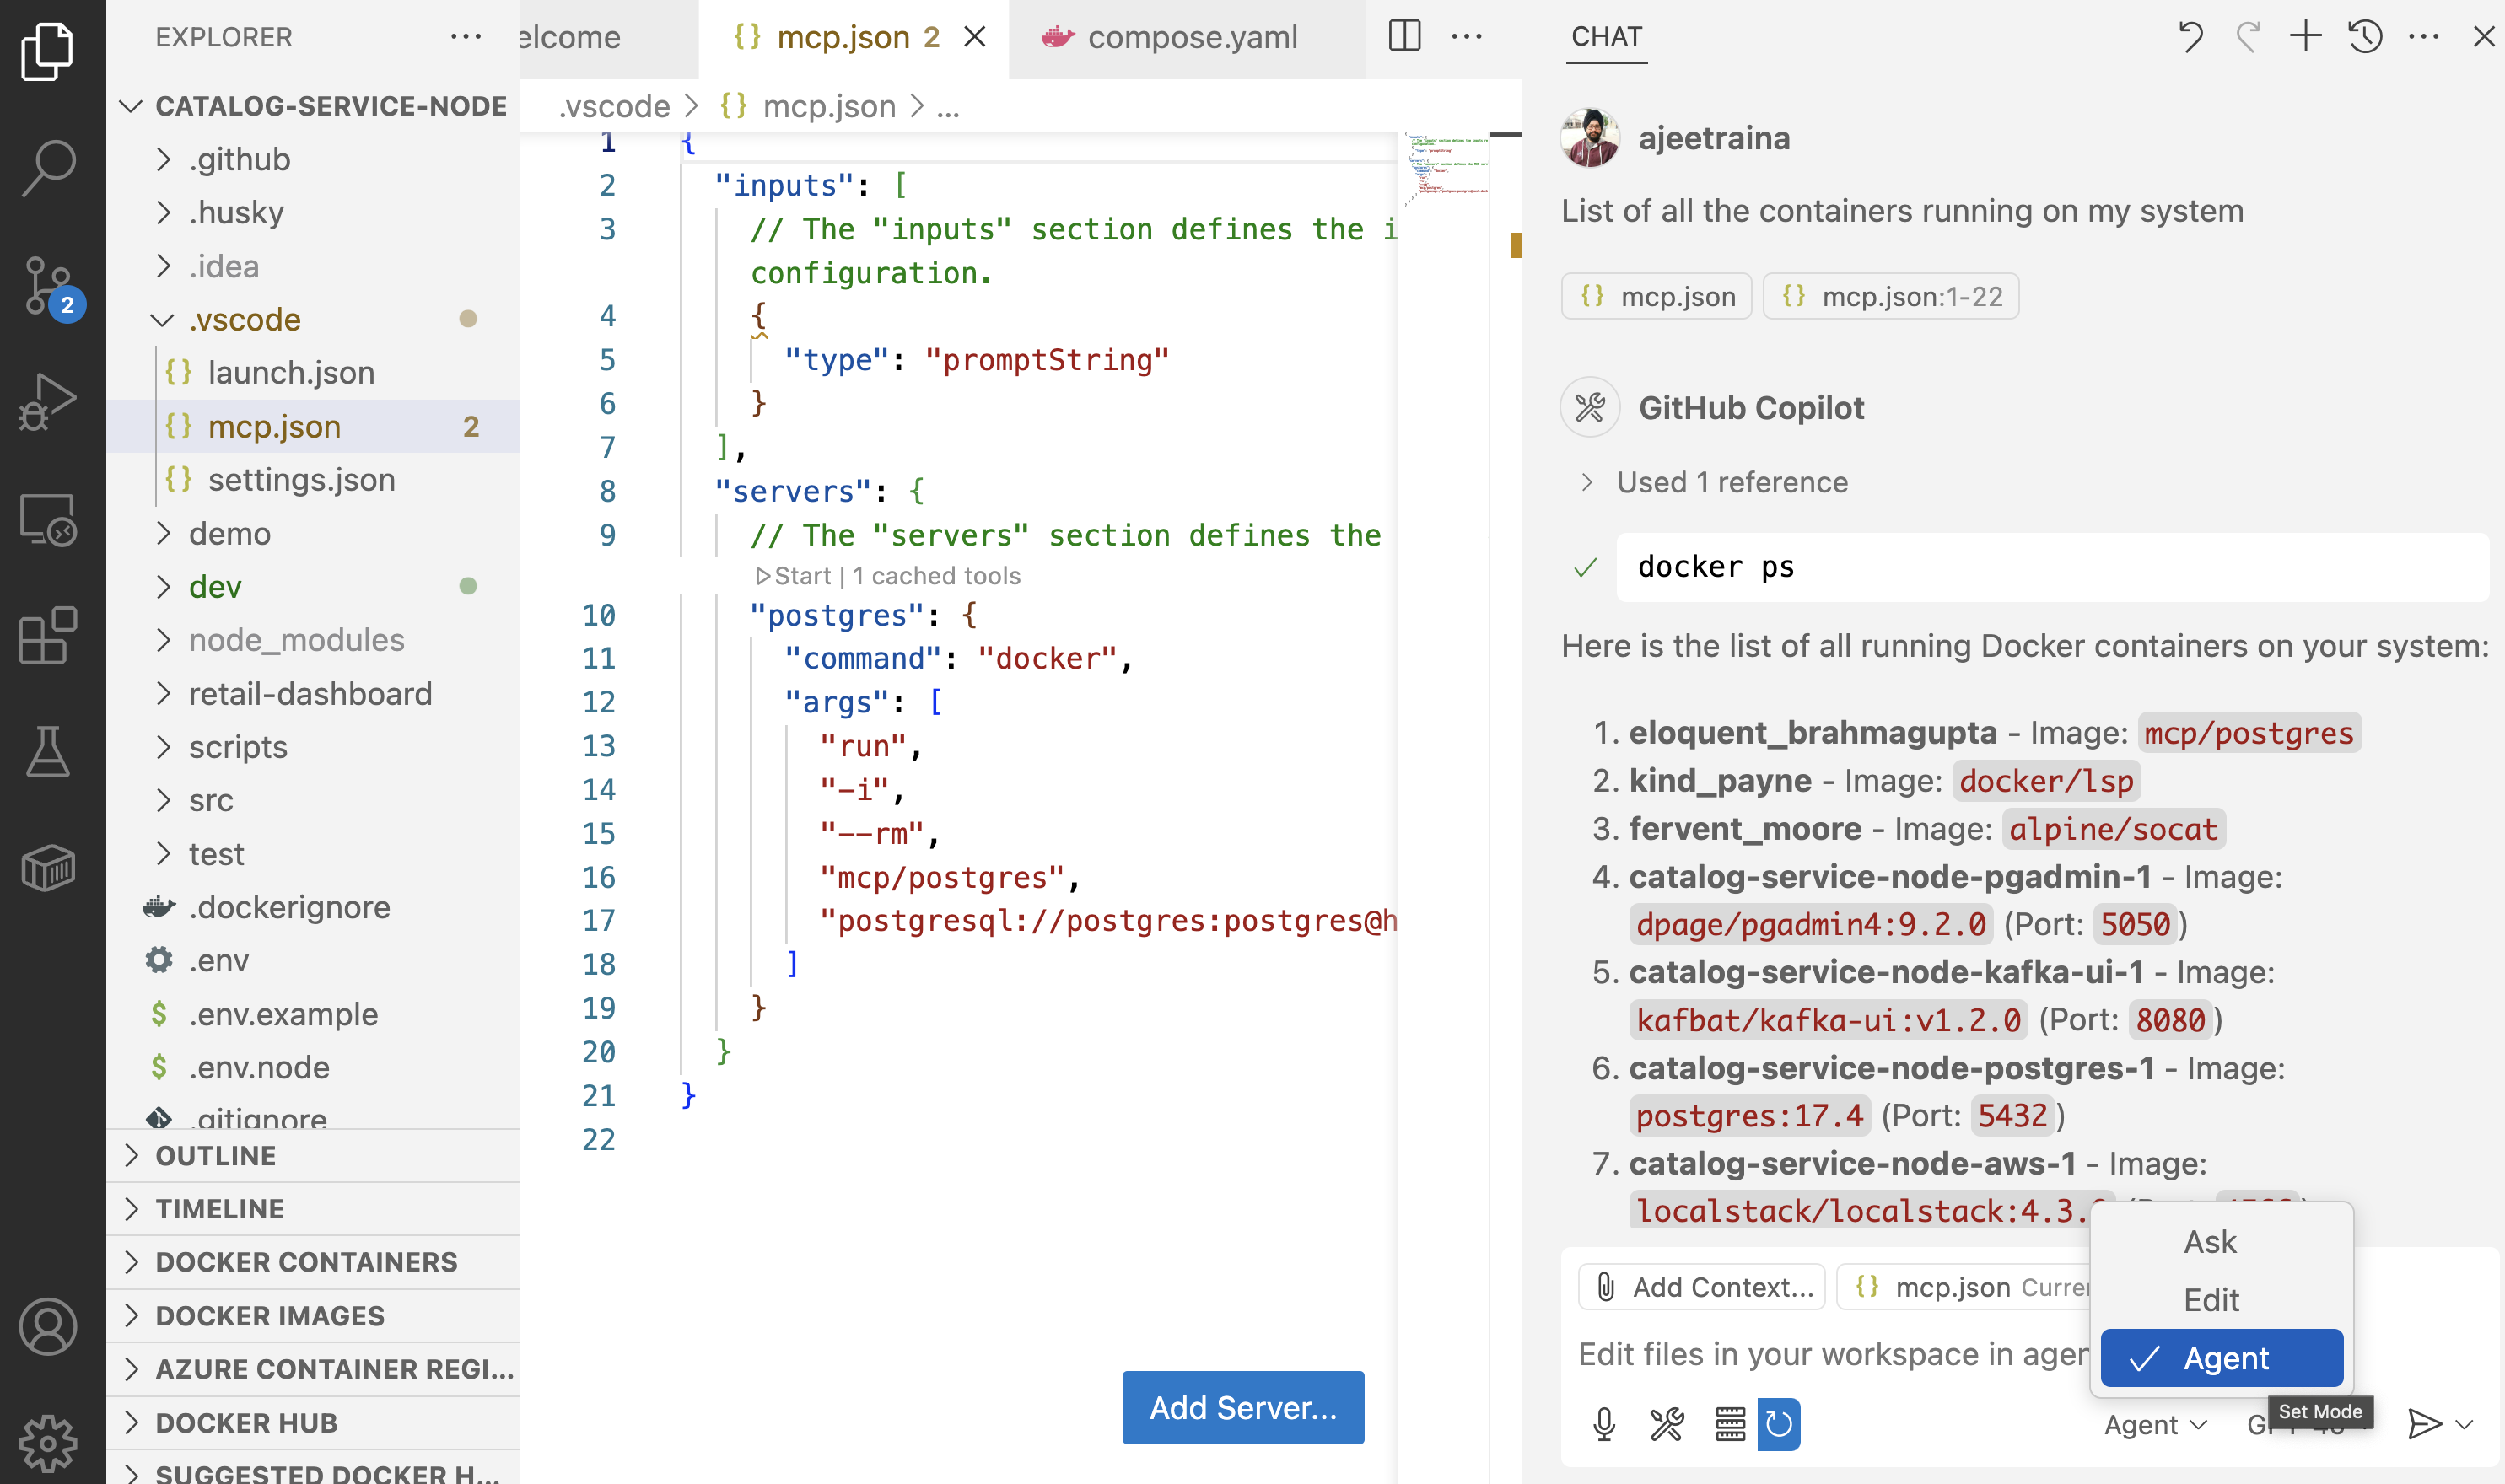 EXPLORER
CATALOG-SERVICE-NODE
.github
.husky
.idea
.vscode
launch.json
mcp.json 2
settings.json
demo
dev
node_modules
retail-dashboard
scripts
src
test
.dockerignore
.env
.env.example
.env.node
.gitignore
OUTLINE
TIMELINE
DOCKER CONTAINERS
DOCKER IMAGES
AZURE CONTAINER REGI...
DOCKER HUB
SUGGESTED DOCKER H...
2
elcome
{} mcp.json 2
compose.yaml
.vscode > {} mcp.json > ...
1 {
2 "inputs": [
3 // The "inputs" section defines the i
configuration.
4 {
5 "type": "promptString"
6 }
7 ],
8 "servers": {
9 // The "servers" section defines the
Start | 1 cached tools
10 "postgres": {
11 "command": "docker",
12 "args": [
13 "run",
14 "-i",
15 "--rm",
16 "mcp/postgres",
17 "postgresql://postgres:postgres@h
18 ]
19 }
20 }
21 }
22
Add Server...
CHAT
ajeetraina
List of all the containers running on my system
{} mcp.json {} mcp.json:1-22
GitHub Copilot
Used 1 reference
docker ps
Here is the list of all running Docker containers on your system:
1. eloquent_brahmagupta - Image: mcp/postgres
2. kind_payne - Image: docker/lsp
3. fervent_moore - Image: alpine/socat
4. catalog-service-node-pgadmin-1 - Image:
dpage/pgadmin4:9.2.0 (Port: 5050)
5. catalog-service-node-kafka-ui-1 - Image:
kafbat/kafka-ui:v1.2.0 (Port: 8080)
6. catalog-service-node-postgres-1 - Image:
postgres:17.4 (Port: 5432)
7. catalog-service-node-aws-1 - Image:
localstack/localstack:4.3.
Ask
Edit
Agent
Add Context... {} mcp.json Curre
Edit files in your workspace in agen
Set Mode
Agent